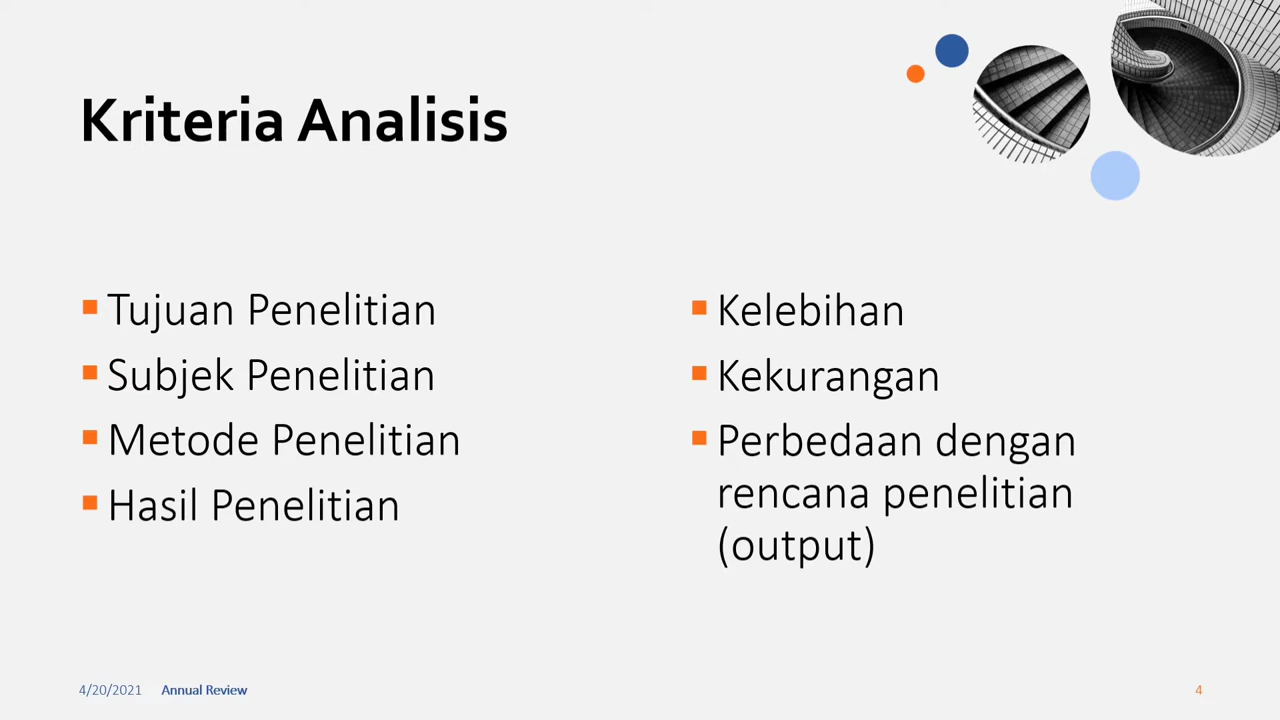 Kriteria Analisis
Tujuan Penelitian
Subjek Penelitian
Metode Penelitian
Hasil Penelitian
Kelebihan
Kekurangan
Perbedaan dengan
rencana penelitian
(output)
4/20/2021 Annual Review
4